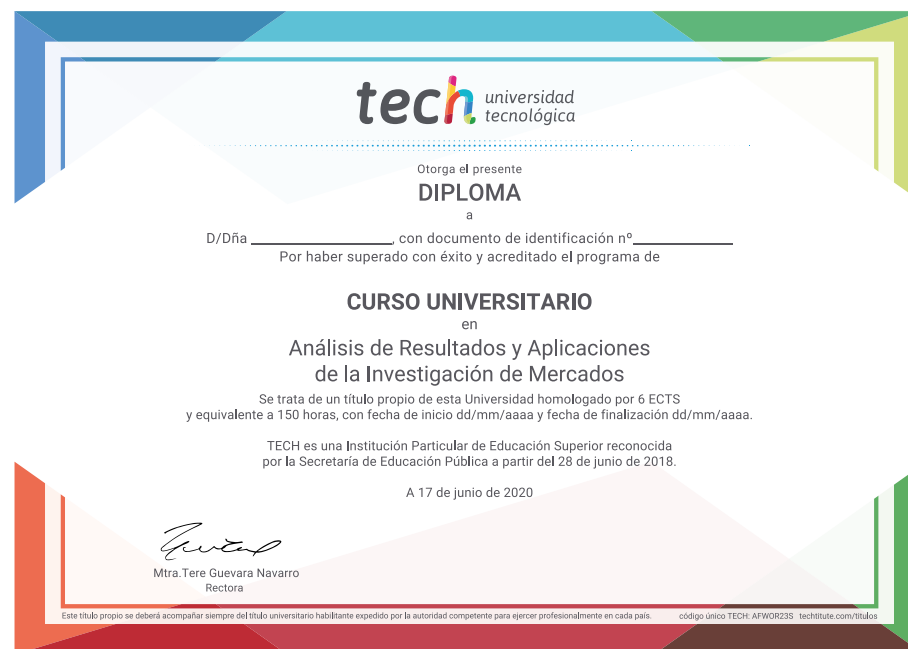 tech universidad
tecnológica
Otorga el presente
DIPLOMA
a
D/Dña ____________________, con documento de identificación nº______________
Por haber superado con éxito y acreditado el programa de
CURSO UNIVERSITARIO
en
Análisis de Resultados y Aplicaciones
de la Investigación de Mercados
Se trata de un título propio de esta Universidad homologado por 6 ECTS
y equivalente a 150 horas, con fecha de inicio dd/mm/aaaa y fecha de finalización dd/mm/aaaa.
TECH es una Institución Particular de Educación Superior reconocida
por la Secretaría de Educación Pública a partir del 28 de junio de 2018.
A 17 de junio de 2020
Mtra.Tere Guevara Navarro
Rectora
Este título propio se deberá acompañar siempre del título universitario habilitante expedido por la autoridad competente para ejercer profesionalmente en cada país. código único TECH: AFWOR23S techtitute.com/titulos